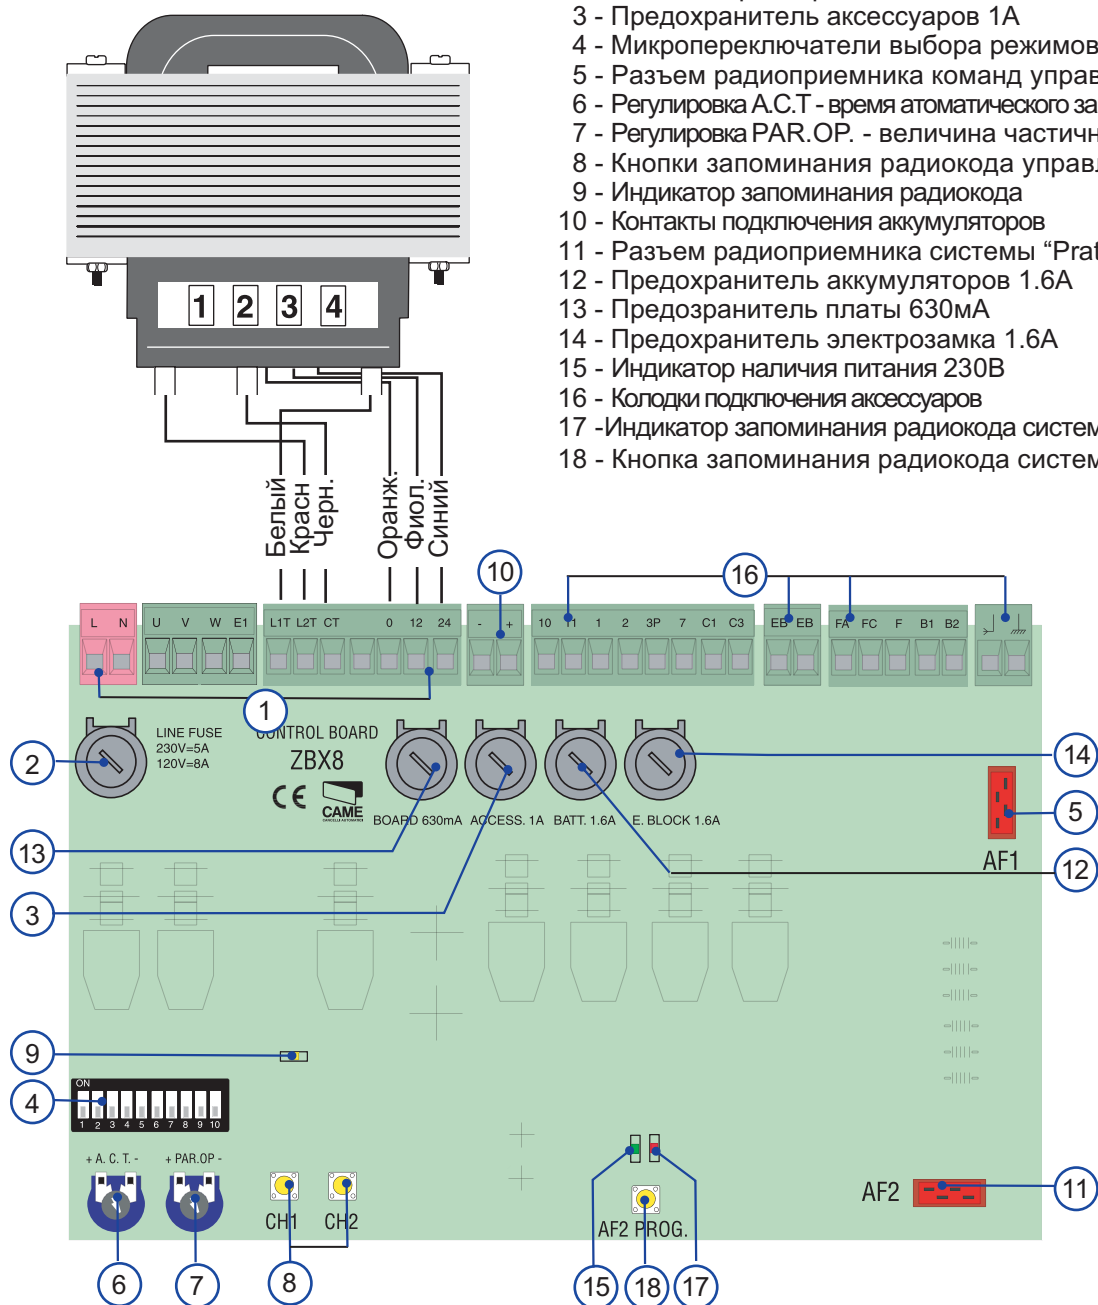 3 - Предохранитель аксессуаров 1А
4 - Микропереключатели выбора режимов
5 - Разъем радиоприемника команд управ
6 - Регулировка A.C.T - время атоматического за
7 - Регулировка PAR.OP. - величина частичн
8 - Кнопки запоминания радиокода управ
9 - Индикатор запоминания радиокода
10 - Контакты подключения аккумуляторов
11 - Разъем радиоприемника системы “Prat
12 - Предохранитель аккумуляторов 1.6А
13 - Предозранитель платы 630мА
14 - Предохранитель электрозамка 1.6А
15 - Индикатор наличия питания 230В
16 - Колодки подключения аксессуаров
17 -Индикатор запоминания радиокода систем
18 - Кнопка запоминания радиокода систем
1 2 3 4
Белый Красн Черн. Оранж. Фиол. Синий
10 16
L N U V W E1 L1T L2T CT 0 12 24 - + 10 11 1 2 3P 7 C1 C3 EB EB FA FC F B1 B2
1
2
LINE FUSE
230V=5A
120V=8A
CONTROL BOARD
ZBX8
CE CAME
CANCELLI AUTOMATICI
BOARD 630mA ACCESS. 1A BATT. 1.6A E. BLOCK 1.6A
14
5
AF1
13
12
3
9
4
ON
1 2 3 4 5 6 7 8 9 10
+ A. C. T. - + PAR.OP -
CH1 CH2
AF2 PROG.
AF2
11
6 7 8 15 18 17